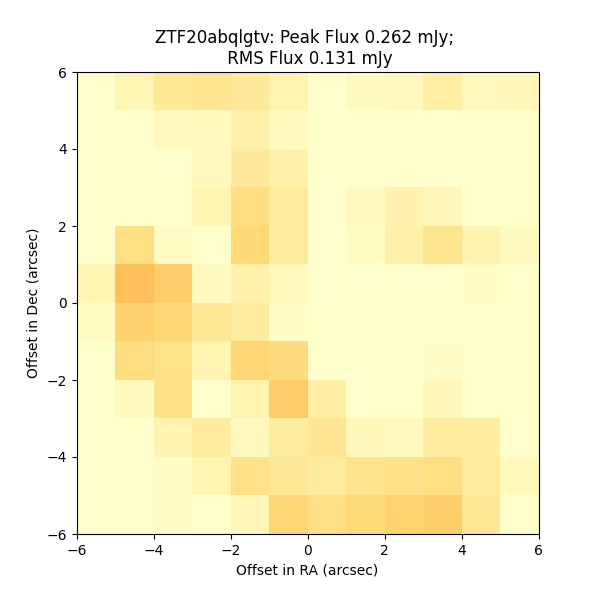 ZTF20abqlgtv: Peak Flux 0.262 mJy;
RMS Flux 0.131 mJy
6
4
2
0
−2
−4
−6
Offset in Dec (arcsec)
−6 −4 −2 0 2 4 6
Offset in RA (arcsec)